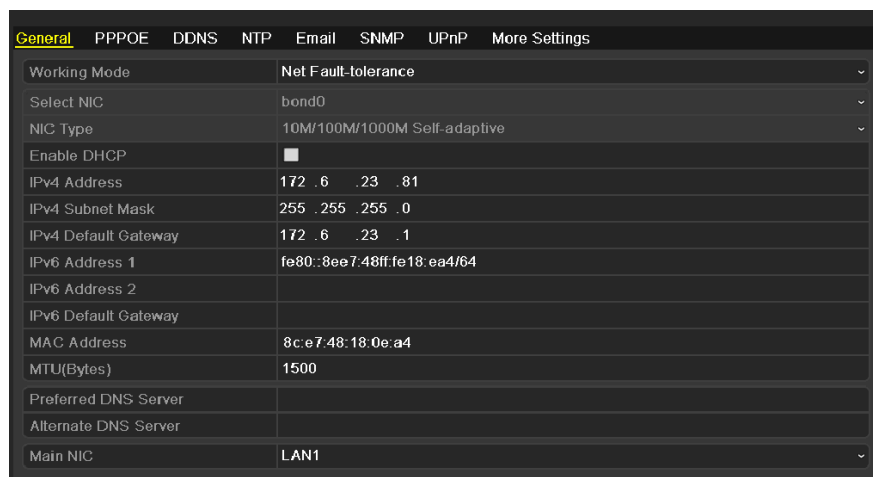 General PPPOE DDNS NTP Email SNMP UPnP More Settings
Working Mode Net Fault-tolerance
Select NIC bond0
NIC Type 10M/100M/1000M Self-adaptive
Enable DHCP
IPv4 Address 172 .6 .23 .81
IPv4 Subnet Mask 255 .255 .255 .0
IPv4 Default Gateway 172 .6 .23 .1
IPv6 Address 1 fe80::8ee7:48ff:fe18:ea4/64
IPv6 Address 2
IPv6 Default Gateway
MAC Address 8c:e7:48:18:0e:a4
MTU(Bytes) 1500
Preferred DNS Server
Alternate DNS Server
Main NIC LAN1